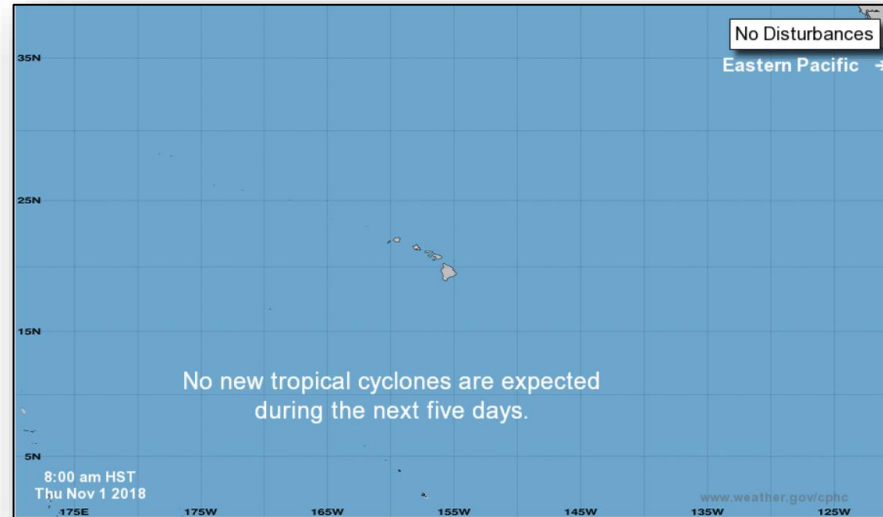 No Disturbances
Eastern Pacific →
35N
25N
15N
No new tropical cyclones are expected
during the next five days.
5N
8:00 am HST
Thu Nov 1 2018
www.weather.gov/cphc
175E
175W
165W
155W
145W
135W
125W